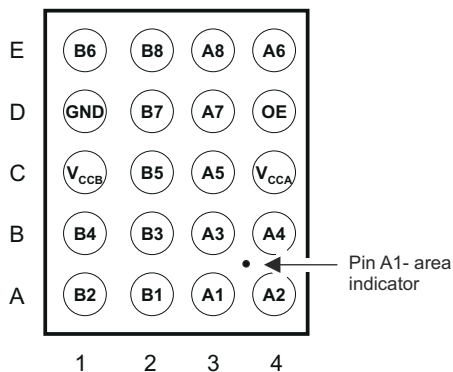 E B6 B8 A8 A6
D GND B7 A7 OE
C VCCB B5 A5 VCCA
B B4 B3 A3 A4
Pin A1- area
indicator
A B2 B1 A1 A2
1 2 3 4